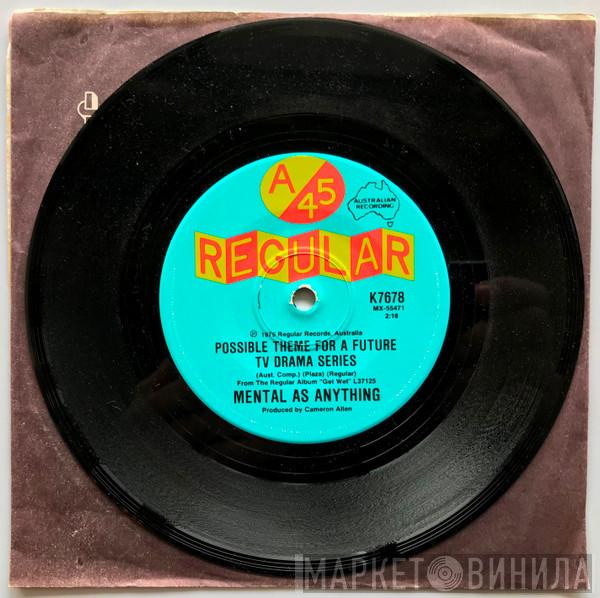 A/45
AUSTRALIAN
RECORDING
REGULAR
K7678
MX-55471
2:16
℗ 1979 Regular Records, Australia
POSSIBLE THEME FOR A FUTURE
TV DRAMA SERIES
(Aust. Comp.) (Plaza) (Regular)
From The Regular Album "Get Wet" L37125
MENTAL AS ANYTHING
Produced by Cameron Allen
МАРКЕТ ВИНИЛА